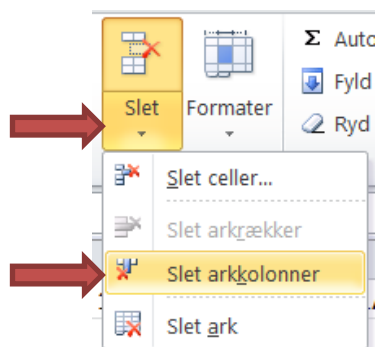 Σ Auto
Fyld
Ryd
Slet Formater
Slet celler...
Slet arkrækker
Slet arkkolonner
Slet ark